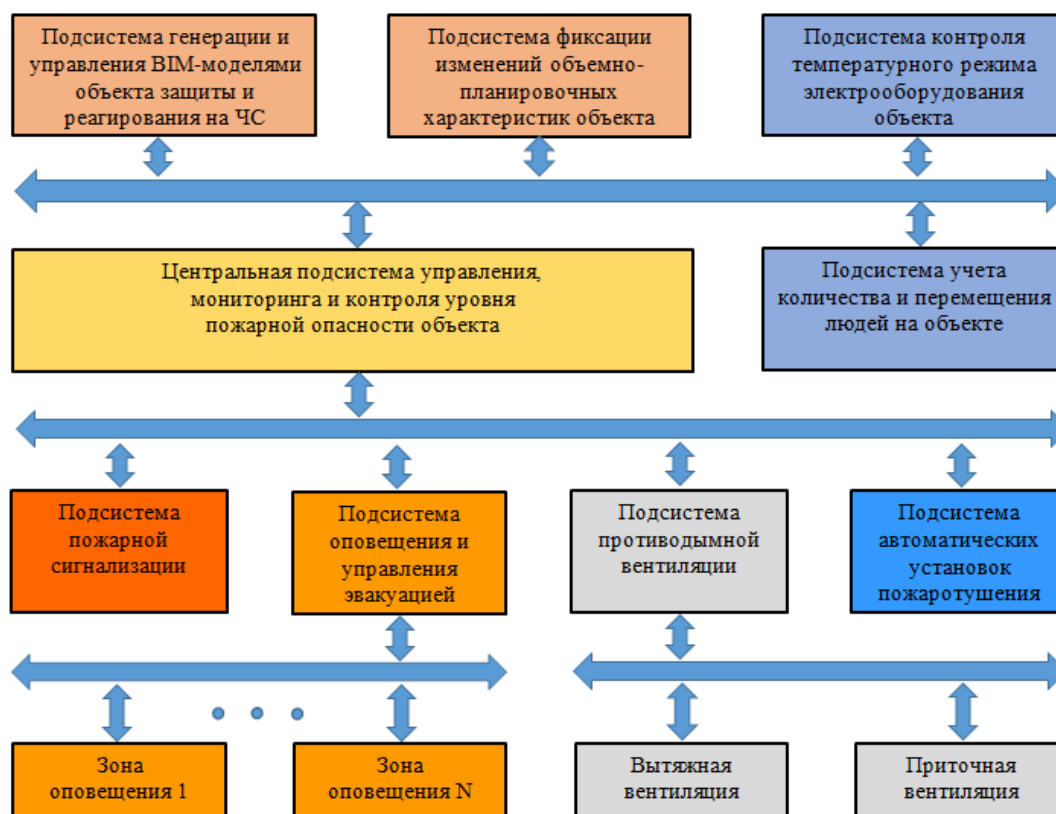 Подсистема генерации и
управления BIM-моделями
объекта защиты и
реагирования на ЧС
Подсистема фиксации
изменений объемно-
планировочных
характеристик объекта
Подсистема контроля
температурного режима
электрооборудования
объекта
Центральная подсистема управления,
мониторинга и контроля уровня
пожарной опасности объекта
Подсистема учета
количества и перемещения
людей на объекте
Подсистема
пожарной
сигнализации
Подсистема
оповещения и
управления
эвакуацией
Подсистема
противодымной
вентиляции
Подсистема
автоматических
установок
пожаротушения
Зона
оповещения 1
Зона
оповещения N
Вытяжная
вентиляция
Приточная
вентиляция